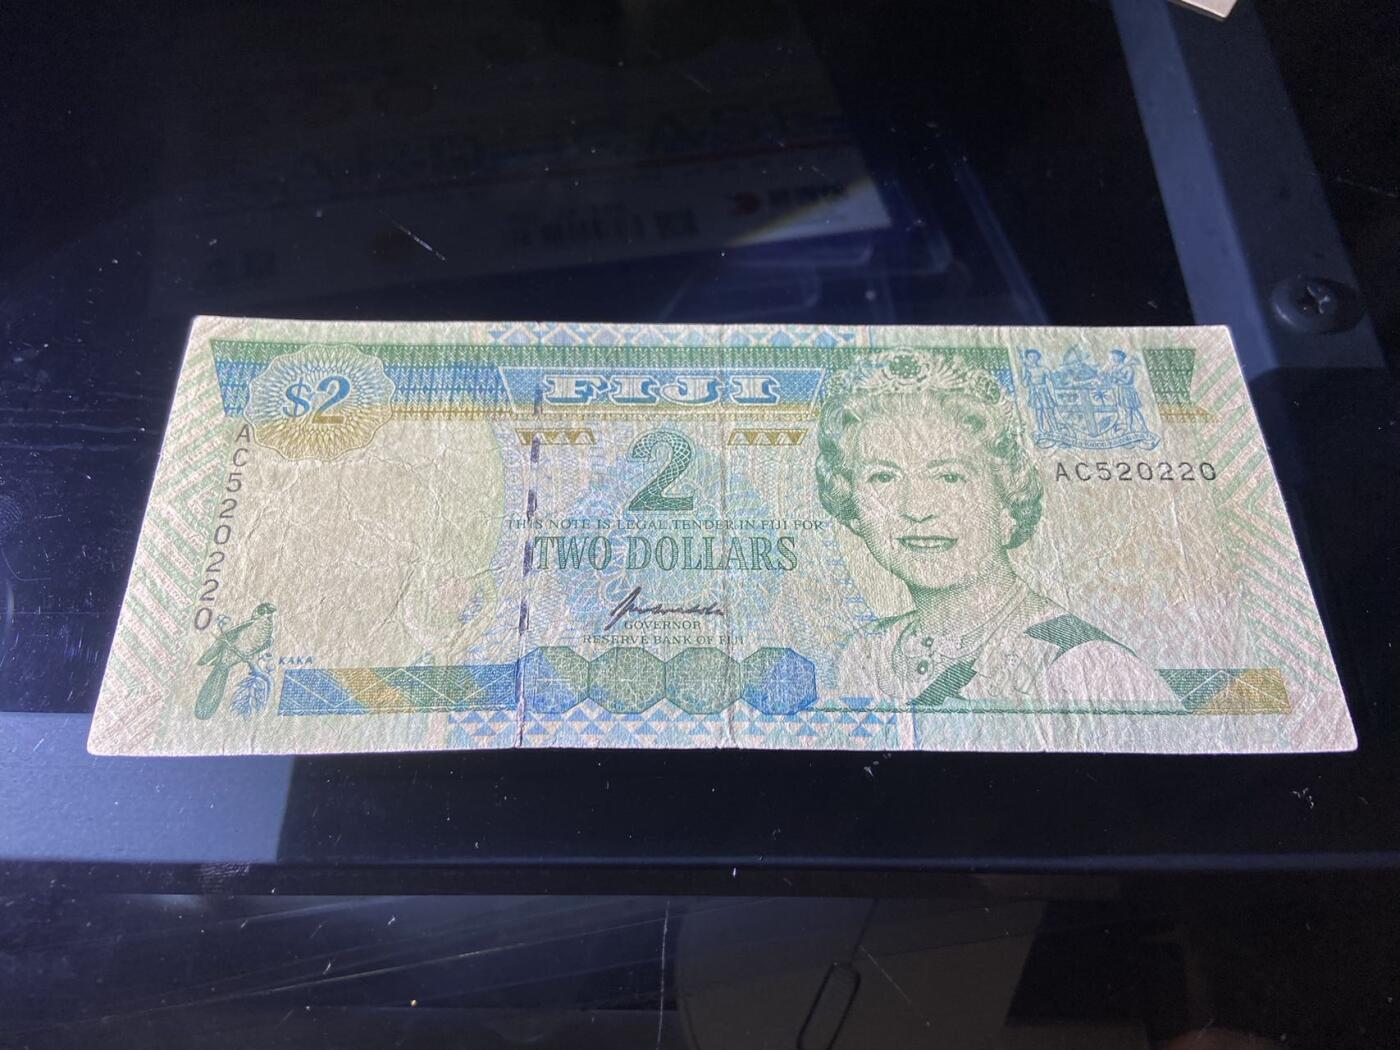 $2
FIJI
AC520220
AC520220
2
THIS NOTE IS LEGAL TENDER IN FIJI FOR
TWO DOLLARS
GOVERNOR
RESERVE BANK OF FIJI
KAKA